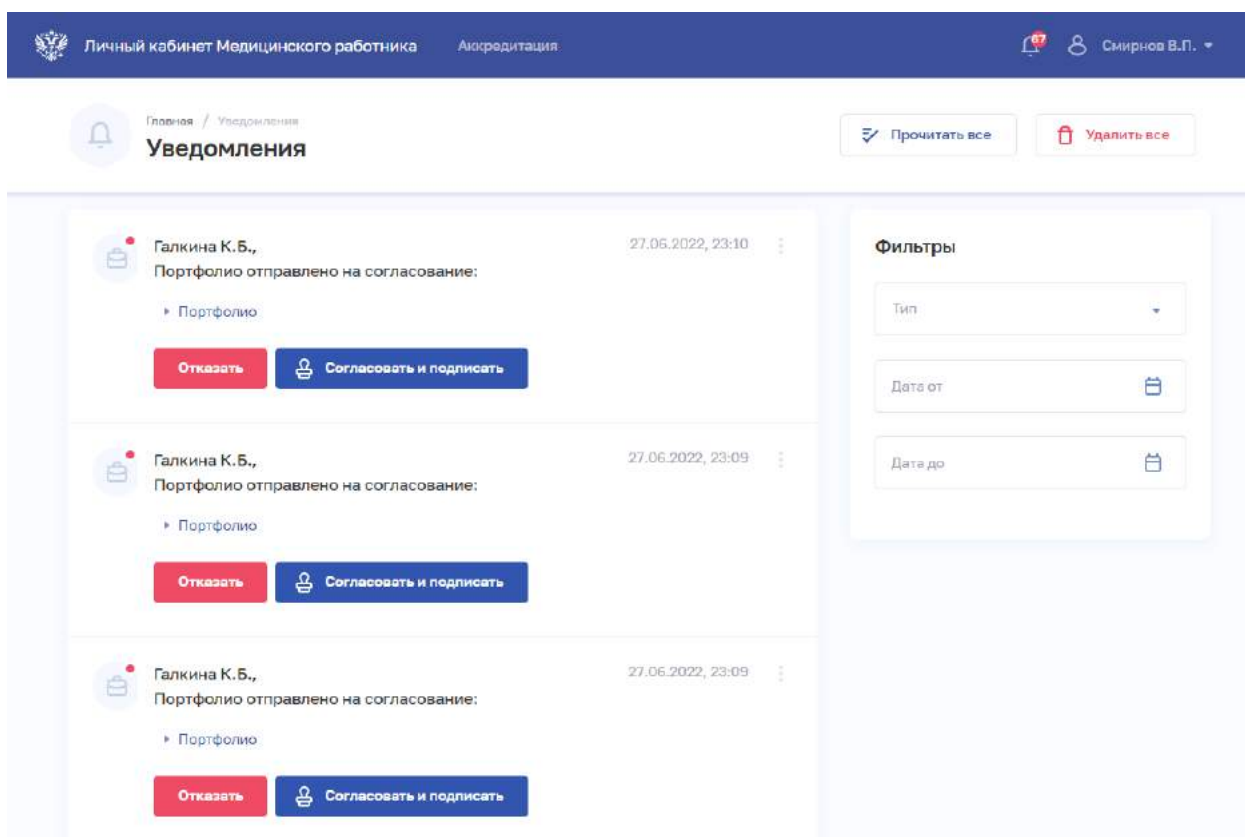 Личный кабинет Медицинского работника Аккредитация 67 Смирнов В.П.
Главная / Уведомления
Уведомления
Прочитать все Удалить все
Галкина К.Б., 27.06.2022, 23:10
Портфолио отправлено на согласование:
Портфолио
Отказать Согласовать и подписать
Галкина К.Б., 27.06.2022, 23:09
Портфолио отправлено на согласование:
Портфолио
Отказать Согласовать и подписать
Галкина К.Б., 27.06.2022, 23:09
Портфолио отправлено на согласование:
Портфолио
Отказать Согласовать и подписать
Фильтры
Тип
Дата от
Дата до